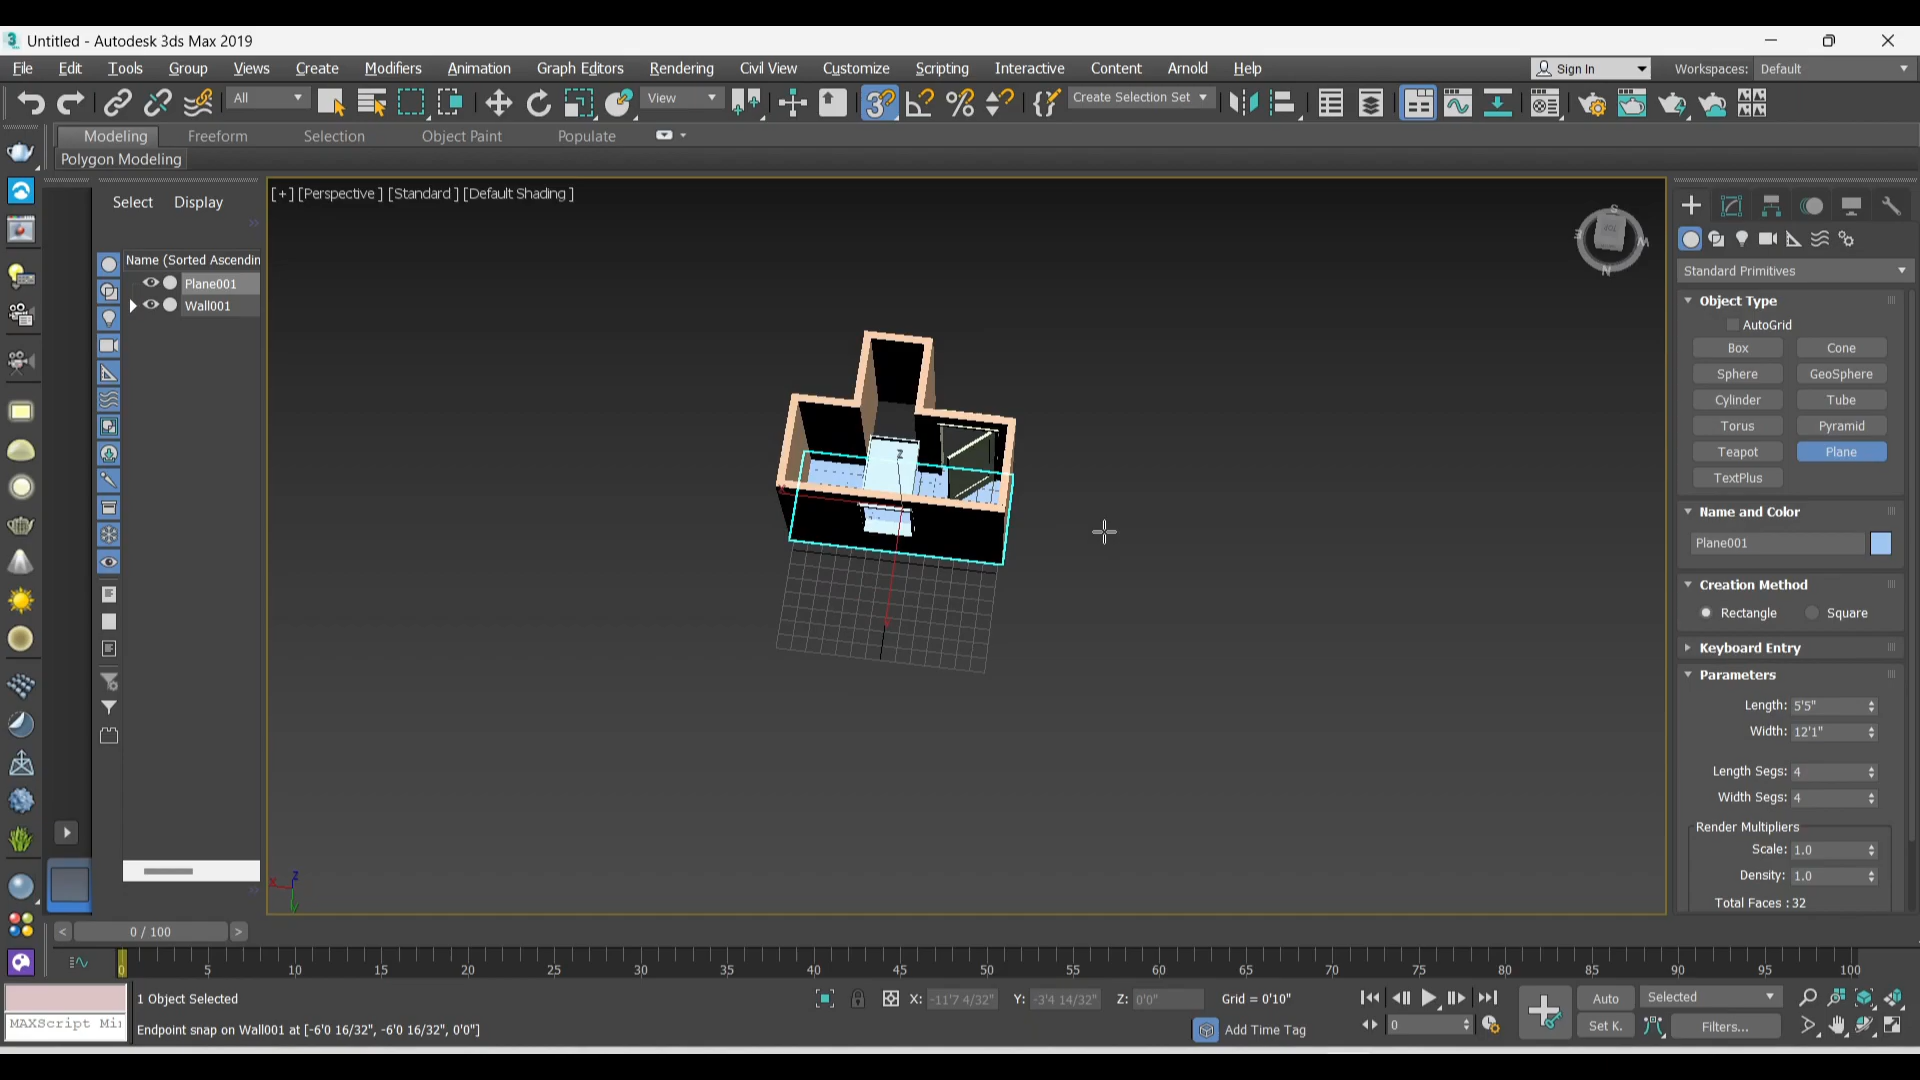 Untitled - Autodesk 3ds Max 2019
File Edit Tools Group Views Create Modifiers Animation Graph Editors Rendering Civil View Customize Scripting Interactive Content Arnold Help Sign In Workspaces: Default
All View Create Selection Set
Modeling Freeform Selection Object Paint Populate
Polygon Modeling
Select Display
[+] [Perspective] [Standard] [Default Shading]
Name (Sorted Ascendin
Plane001
Wall001
Standard Primitives
Object Type
AutoGrid
Box Cone
Sphere GeoSphere
Cylinder Tube
Torus Pyramid
Teapot Plane
TextPlus
Name and Color
Plane001
Creation Method
Rectangle Square
Keyboard Entry
Parameters
Length: 5'5"
Width: 12'1"
Length Segs: 4
Width Segs: 4
Render Multipliers
Scale: 1.0
Density: 1.0
Total Faces : 32
S
E W
N
Z
x z
< 0 / 100 >
0 5 10 15 20 25 30 35 40 45 50 55 60 65 70 75 80 85 90 95 100
1 Object Selected X: -11'7 4/32" Y: -3'4 14/32" Z: 0'0" Grid = 0'10" Auto Selected
MAXScript Mi Endpoint snap on Wall001 at [-6'0 16/32", -6'0 16/32", 0'0"] Add Time Tag 0 Set K. Filters...